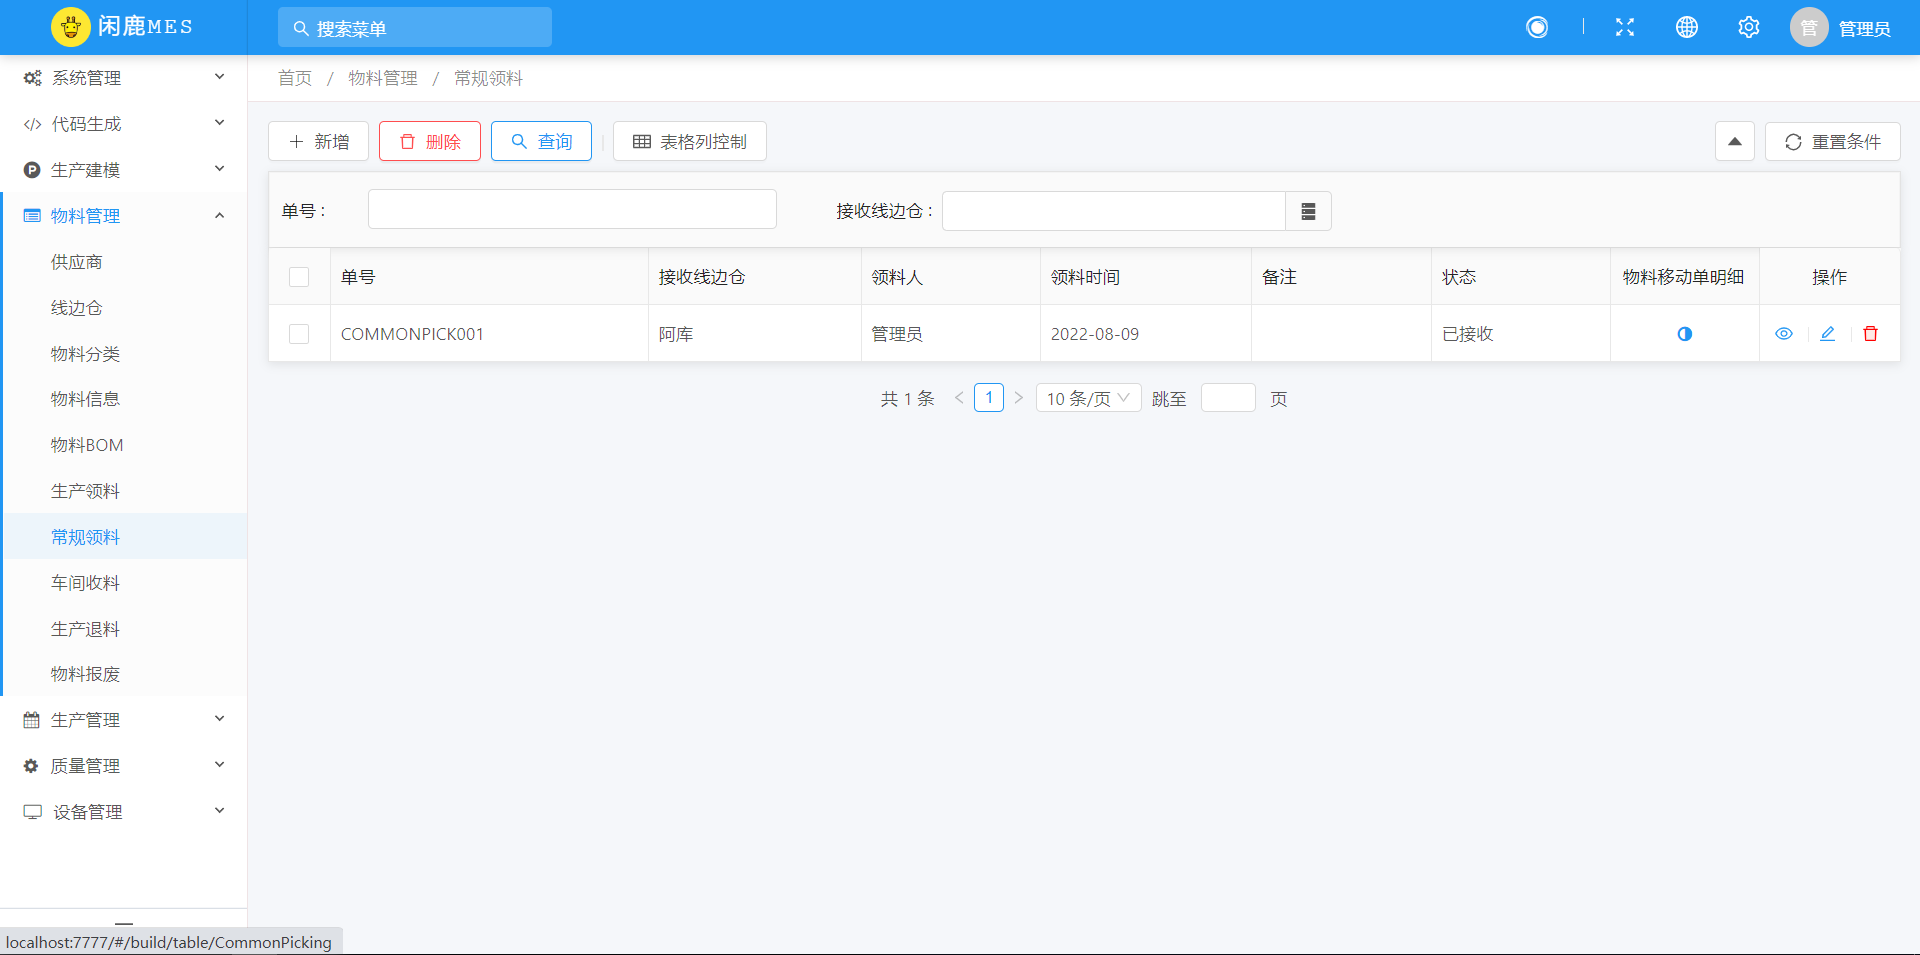 闲鹿MES
搜索菜单
管
管理员
系统管理
代码生成
生产建模
物料管理
供应商
线边仓
物料分类
物料信息
物料BOM
生产领料
常规领料
车间收料
生产退料
物料报废
生产管理
质量管理
设备管理
首页 / 物料管理 / 常规领料
新增 删除 查询 表格列控制 重置条件
单号： 接收线边仓：
单号 接收线边仓 领料人 领料时间 备注 状态 物料移动单明细 操作
COMMONPICK001 阿库 管理员 2022-08-09 已接收
共 1 条 < 1 > 10 条/页 跳至 页
localhost:7777/#/build/table/CommonPicking